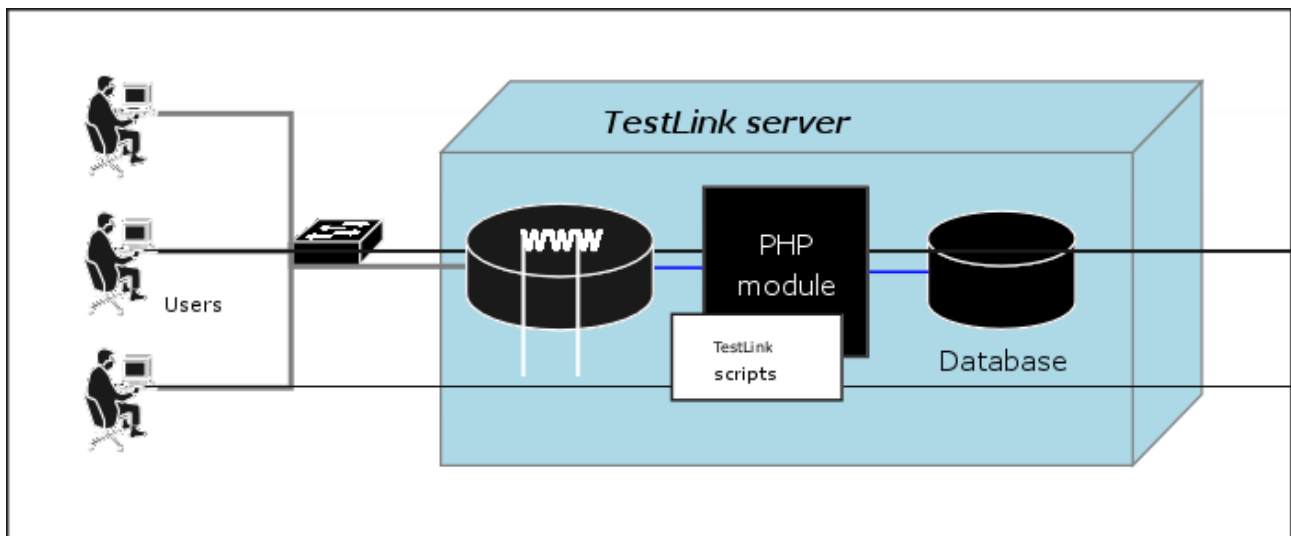 TestLink server
WWW
PHP
module
Users
TestLink
scripts
Database